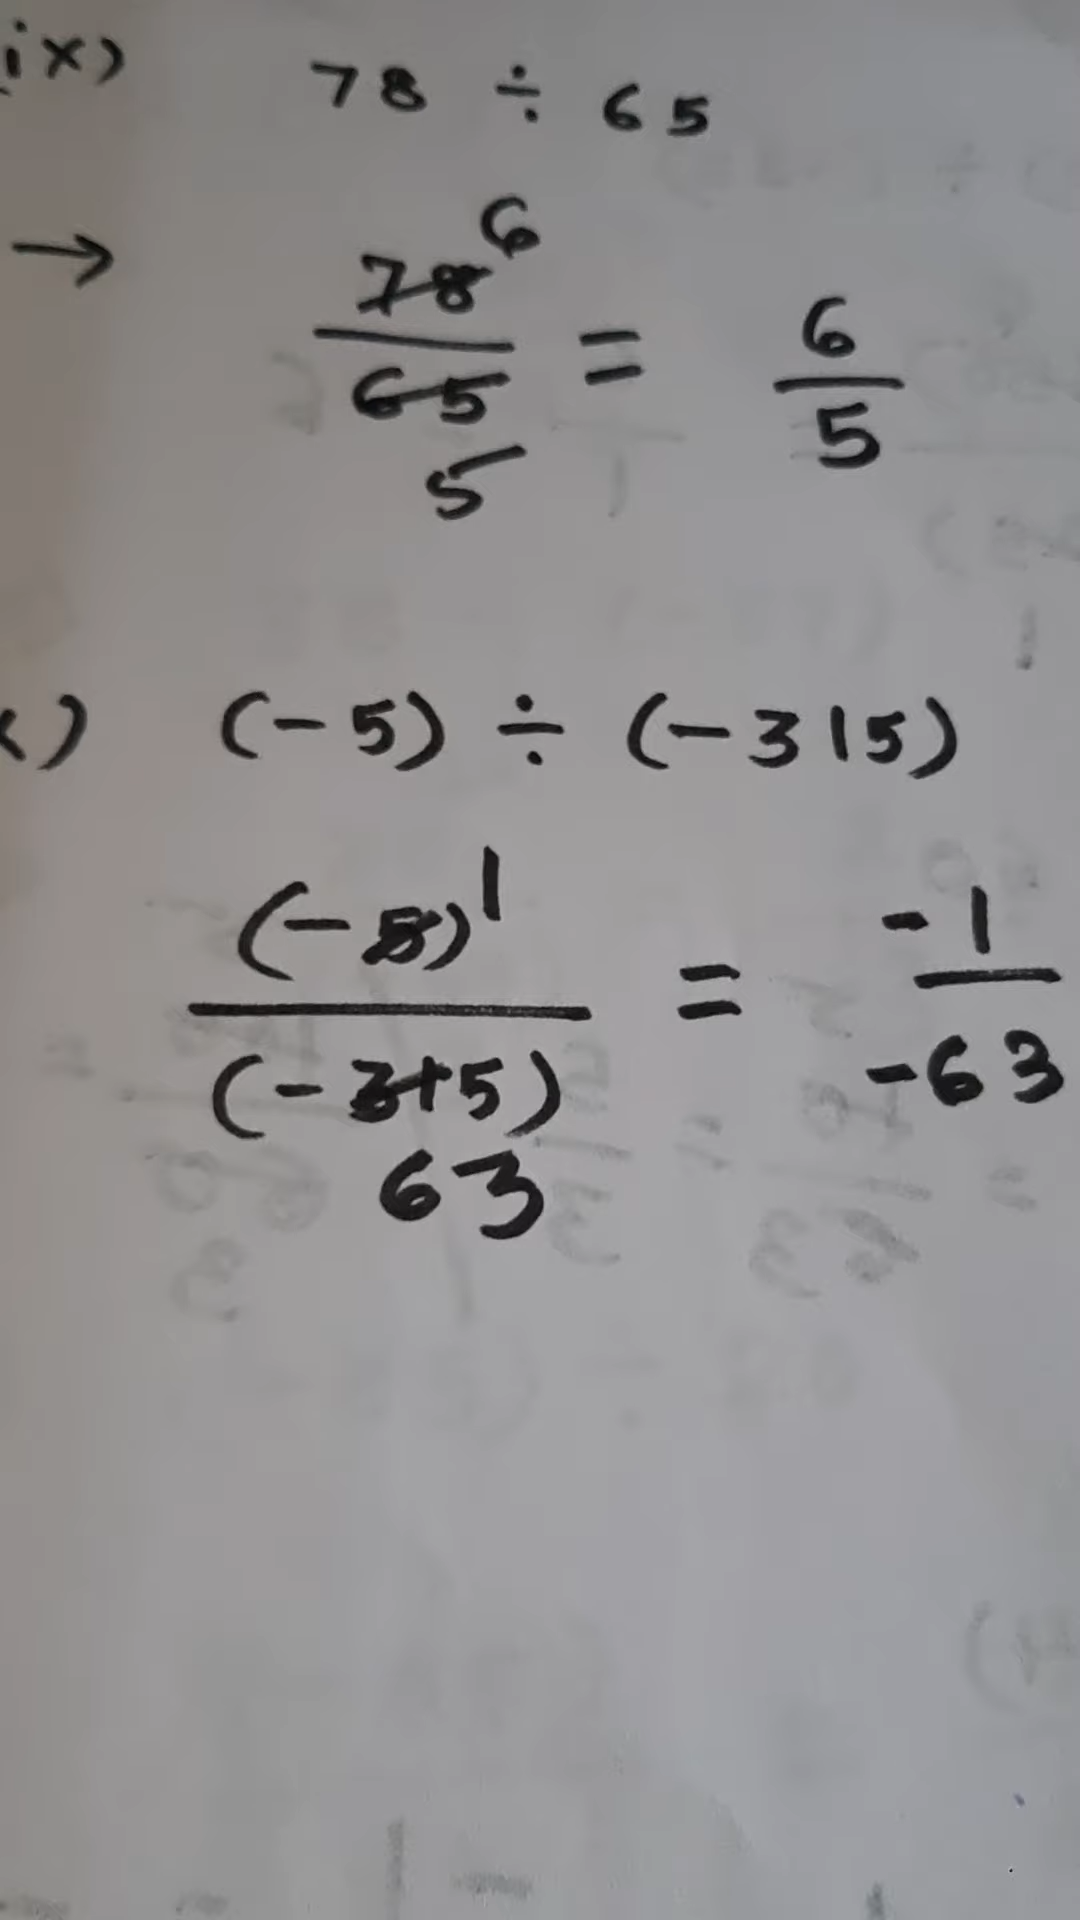 ix) 78 ÷ 65
→ 78 6 / 65 5 = 6/5
) (-5) ÷ (-315)
(-5) 1 / (-315) 63 = -1/-63